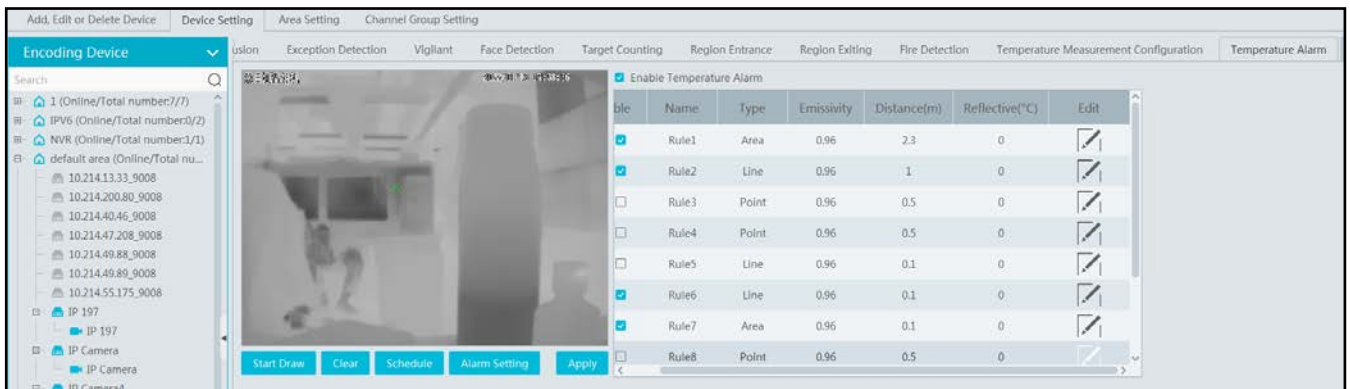 Add, Edit or Delete Device Device Setting Area Setting Channel Group Setting
Encoding Device
usion Exception Detection Vigilant Face Detection Target Counting Region Entrance Region Exiting Fire Detection Temperature Measurement Configuration Temperature Alarm
Search
1 (Online/Total number:7/7)
IPV6 (Online/Total number:0/2)
NVR (Online/Total number:1/1)
default area (Online/Total nu...
10.214.13.33_9008
10.214.200.80_9008
10.214.40.46_9008
10.214.47.208_9008
10.214.49.88_9008
10.214.49.89_9008
10.214.55.175_9008
IP 197
IP 197
IP Camera
IP Camera
IP Camera4
Enable Temperature Alarm
ble Name Type Emissivity Distance(m) Reflective(°C) Edit
Rule1 Area 0.96 2.3 0
Rule2 Line 0.96 1 0
Rule3 Point 0.96 0.5 0
Rule4 Point 0.96 0.5 0
Rule5 Line 0.96 0.1 0
Rule6 Line 0.96 0.1 0
Rule7 Area 0.96 0.1 0
Rule8 Point 0.96 0.5 0
Start Draw Clear Schedule Alarm Setting Apply